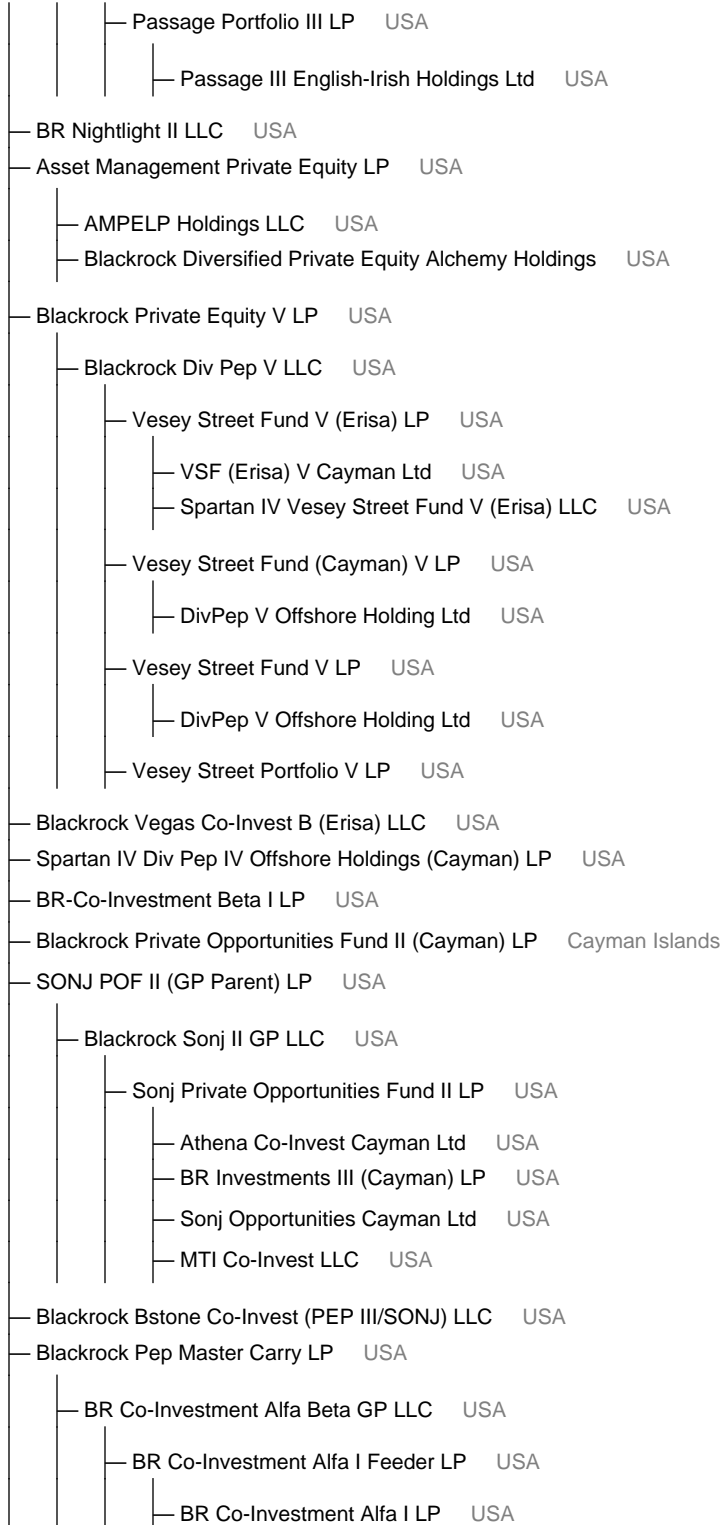 Passage Portfolio III LP USA
Passage III English-Irish Holdings Ltd USA
BR Nightlight II LLC USA
Asset Management Private Equity LP USA
AMPELP Holdings LLC USA
Blackrock Diversified Private Equity Alchemy Holdings USA
Blackrock Private Equity V LP USA
Blackrock Div Pep V LLC USA
Vesey Street Fund V (Erisa) LP USA
VSF (Erisa) V Cayman Ltd USA
Spartan IV Vesey Street Fund V (Erisa) LLC USA
Vesey Street Fund (Cayman) V LP USA
DivPep V Offshore Holding Ltd USA
Vesey Street Fund V LP USA
DivPep V Offshore Holding Ltd USA
Vesey Street Portfolio V LP USA
Blackrock Vegas Co-Invest B (Erisa) LLC USA
Spartan IV Div Pep IV Offshore Holdings (Cayman) LP USA
BR-Co-Investment Beta I LP USA
Blackrock Private Opportunities Fund II (Cayman) LP Cayman Islands
SONJ POF II (GP Parent) LP USA
Blackrock Sonj II GP LLC USA
Sonj Private Opportunities Fund II LP USA
Athena Co-Invest Cayman Ltd USA
BR Investments III (Cayman) LP USA
Sonj Opportunities Cayman Ltd USA
MTI Co-Invest LLC USA
Blackrock Bstone Co-Invest (PEP III/SONJ) LLC USA
Blackrock Pep Master Carry LP USA
BR Co-Investment Alfa Beta GP LLC USA
BR Co-Investment Alfa I Feeder LP USA
BR Co-Investment Alfa I LP USA